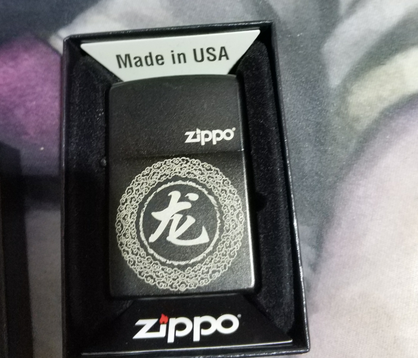 Made in USA
zippo
龙
zippo